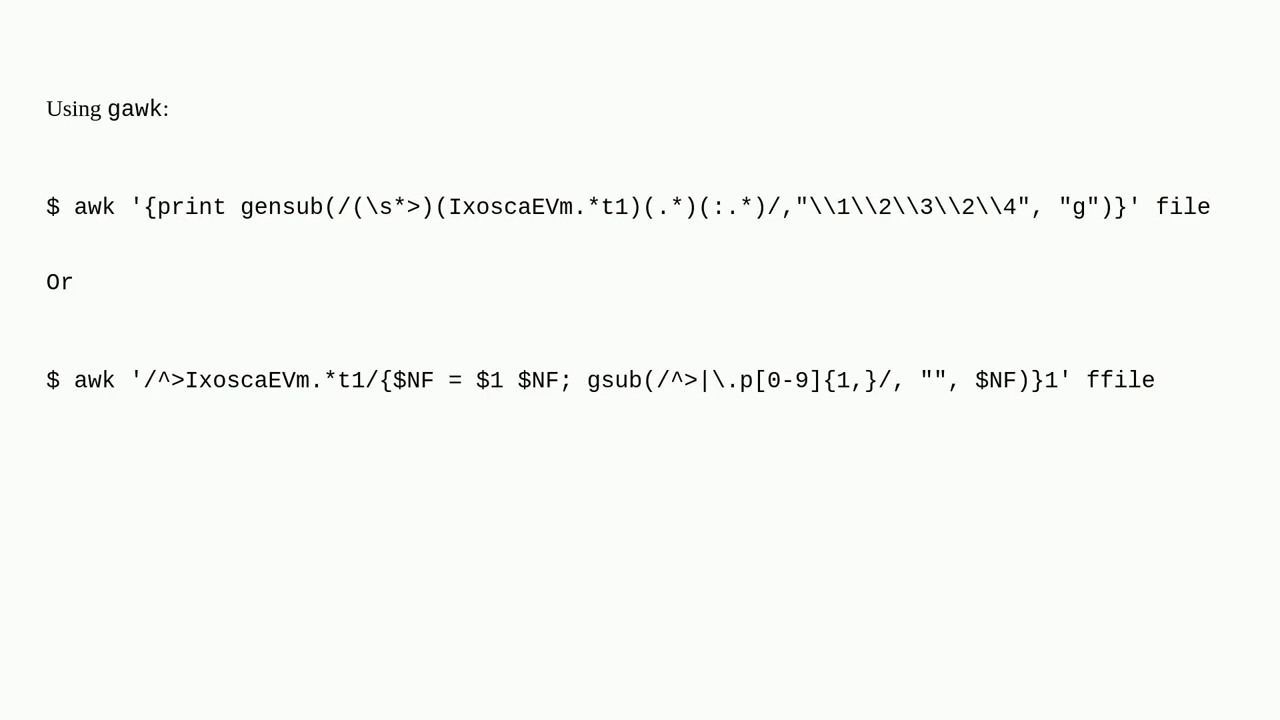 Using gawk:
$ awk '{print gensub(/(\s*>)(IxoscaEVm.*t1)(.*)(:.*)/,"\\1\\2\\3\\2\\4", "g")}' file
Or
$ awk '/^>IxoscaEVm.*t1/{$NF = $1 $NF; gsub(/^>|\.p[0-9]{1,}/, "", $NF)}1' ffile